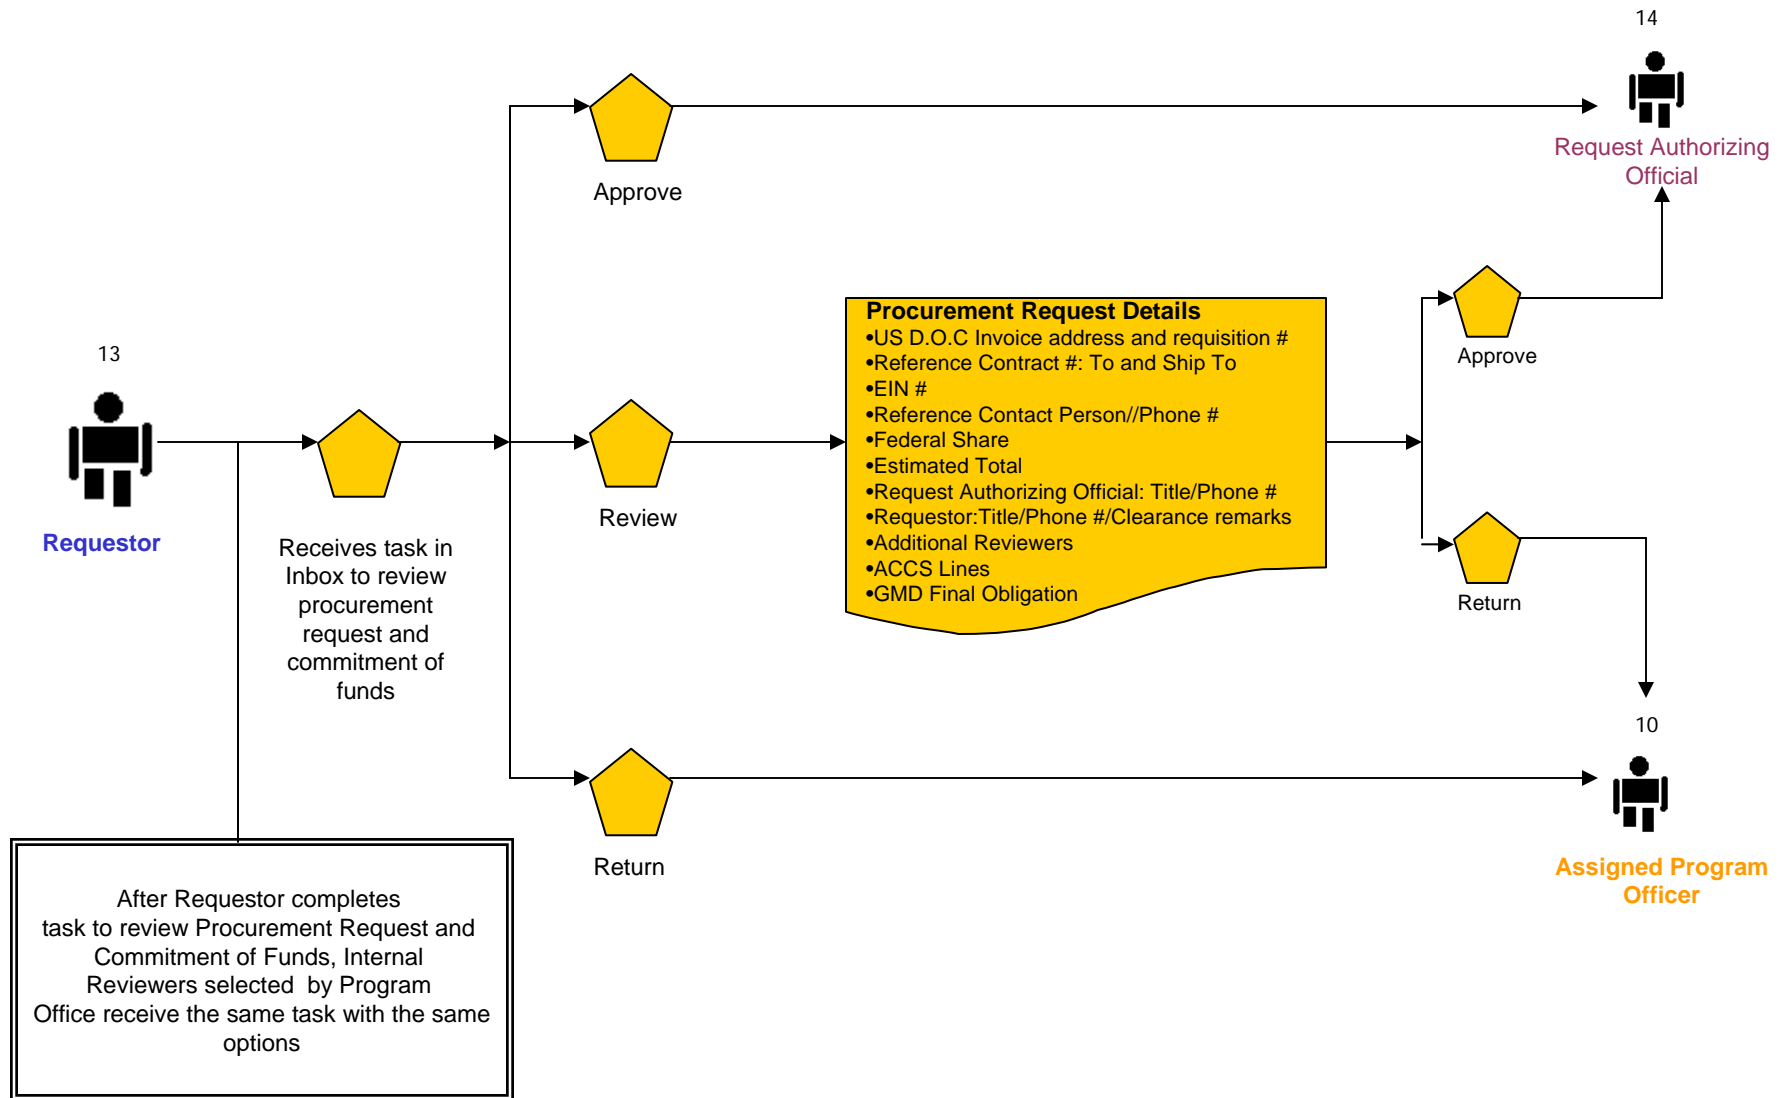 14
Request Authorizing
Official
Approve
Procurement Request Details
•US D.O.C Invoice address and requisition #
•Reference Contract #: To and Ship To
•EIN #
•Reference Contact Person//Phone #
•Federal Share
•Estimated Total
•Request Authorizing Official: Title/Phone #
•Requestor:Title/Phone #/Clearance remarks
•Additional Reviewers
•ACCS Lines
•GMD Final Obligation
Approve
13
Requestor
Receives task in
Inbox to review
procurement
request and
commitment of
funds
Review
Return
10
Assigned Program
Officer
Return
After Requestor completes
task to review Procurement Request and
Commitment of Funds, Internal
Reviewers selected  by Program
Office receive the same task with the same
options